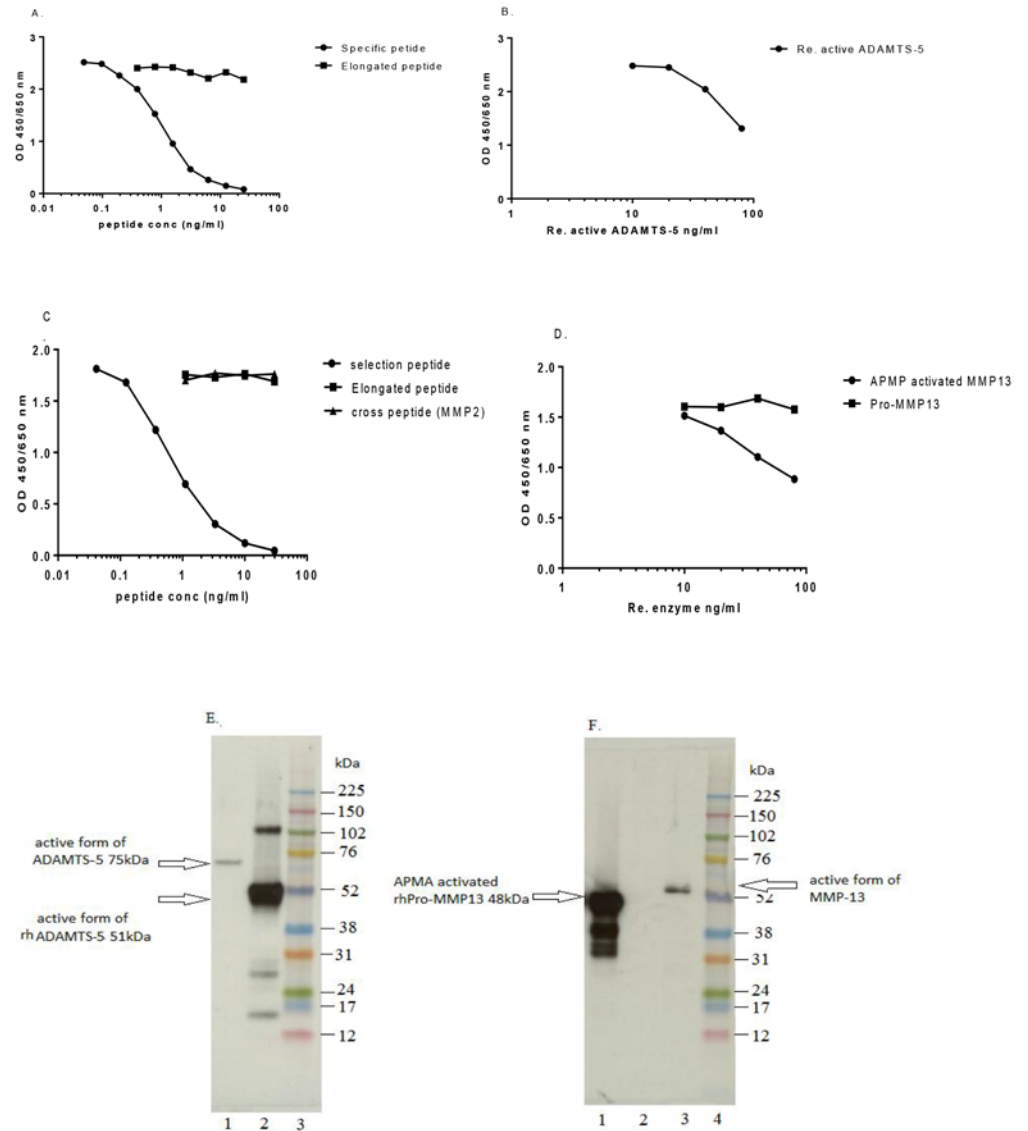 A.
Specific petide
Elongated peptide
OD 450/650 nm
3
2
1
0
0.01 0.1 1 10 100
peptide conc (ng/ml)
B.
Re. active ADAMTS-5
OD 450/650 nm
3
2
1
0
1 10 100
Re. active ADAMTS-5 ng/ml
C
.
selection peptide
Elongated peptide
cross peptide (MMP2)
OD 450/650 nm
2.0
1.5
1.0
0.5
0.0
0.01 0.1 1 10 100
peptide conc (ng/ml)
D.
APMP activated MMP13
Pro-MMP13
OD 450/650 nm
2.0
1.5
1.0
0.5
0.0
1 10 100
Re. enzyme ng/ml
E.
kDa
225
150
102
76
52
38
31
24
17
12
active form of
ADAMTS-5 75kDa
active form of
rh ADAMTS-5 51kDa
1 2 3
F.
kDa
225
150
102
76
52
38
31
24
17
12
APMA activated
rhPro-MMP13 48kDa
active form of
MMP-13
1 2 3 4